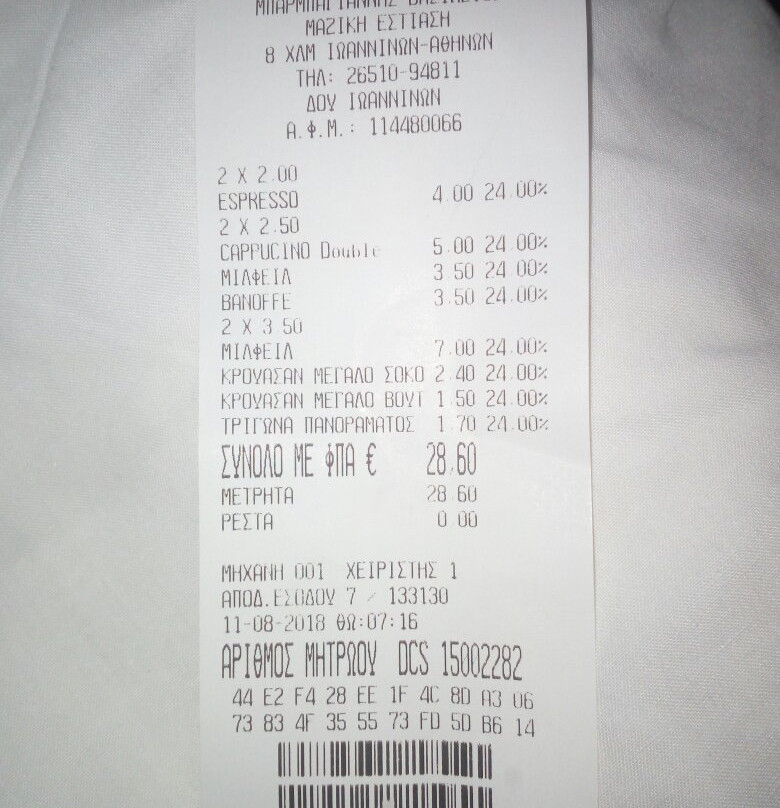 ΜΑΖΙΚΗ ΕΣΤΙΑΣΗ
8 ΧΛΜ ΙΩΑΝΝΙΝΩΝ-ΑΘΗΝΩΝ
ΤΗΛ: 26510-94811
ΔΟΥ ΙΩΑΝΝΙΝΩΝ
Α.Φ.Μ.: 114480066
2 X 2.00
ESPRESSO 4.00 24.00%
2 X 2.50
CAPPUCINO Double 5.00 24.00%
ΜΙΛΦΕΙΛ 3.50 24.00%
BANOFFE 3.50 24.00%
2 X 3.50
ΜΙΛΦΕΙΛ 7.00 24.00%
ΚΡΟΥΑΣΑΝ ΜΕΓΑΛΟ ΣΟΚΟ 2.40 24.00%
ΚΡΟΥΑΣΑΝ ΜΕΓΑΛΟ ΒΟΥΤ 1.50 24.00%
ΤΡΙΓΩΝΑ ΠΑΝΟΡΑΜΑΤΟΣ 1.70 24.00%
ΣΥΝΟΛΟ ΜΕ ΦΠΑ € 28,60
ΜΕΤΡΗΤΑ 28.60
ΡΕΣΤΑ 0.00
ΜΗΧΑΝΗ 001 ΧΕΙΡΙΣΤΗΣ 1
ΑΠΟΔ.ΕΣΟΔΟΥ 7 / 133130
11-08-2018 ΘΩ:07:16
ΑΡΙΘΜΟΣ ΜΗΤΡΩΟΥ DCS 15002282
44 E2 F4 28 EE 1F 4C 8D A3 06
73 83 4F 35 55 73 FD 5D B6 14